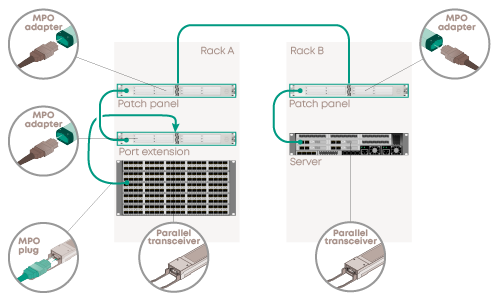 MPO
adapter
Rack A
Rack B
MPO
adapter
Patch panel
Patch panel
MPO
adapter
Port extension
Server
MPO
plug
Parallel
transceiver
Parallel
transceiver